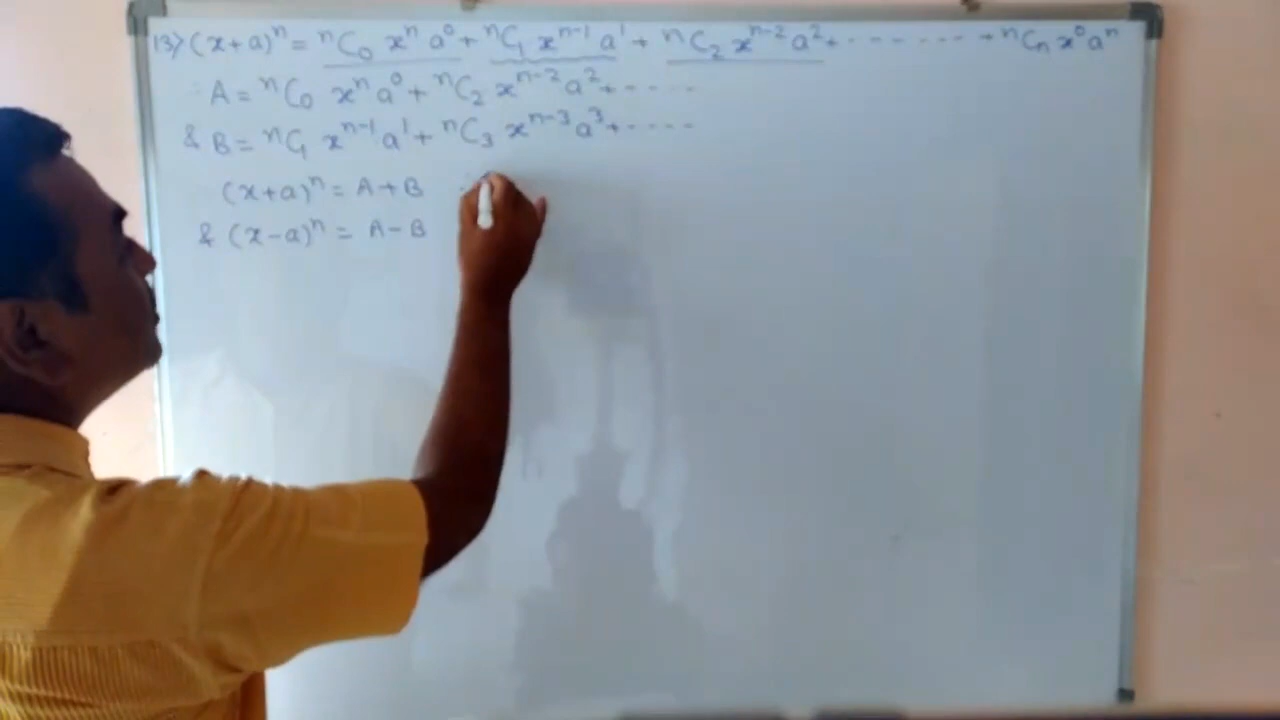 13) (x+a)ⁿ = ⁿC₀ xⁿ a⁰ + ⁿC₁ xⁿ⁻¹ a¹ + ⁿC₂ xⁿ⁻² a² + ------- + ⁿCₙ x⁰ aⁿ
A = ⁿC₀ xⁿ a⁰ + ⁿC₂ xⁿ⁻² a² + ----
& B = ⁿC₁ xⁿ⁻¹ a¹ + ⁿC₃ xⁿ⁻³ a³ + ----
(x+a)ⁿ = A+B
& (x-a)ⁿ = A-B